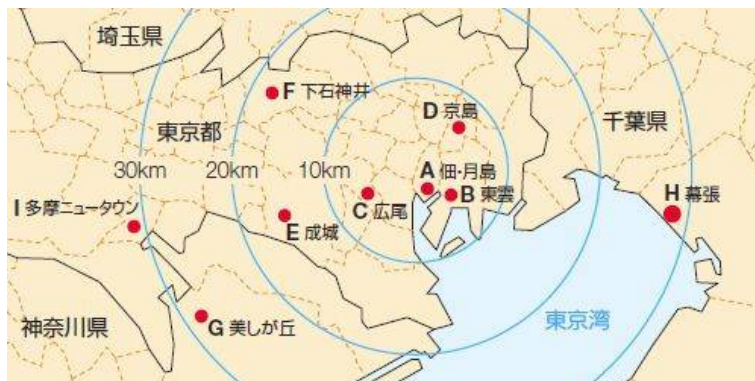 埼玉県
F 下石神井
D 京島
千葉県
東京都
30km
20km
10km
A 佃・月島
I 多摩ニュータウン
C 広尾
B 東雲
H 幕張
E 成城
神奈川県
G 美しが丘
東京湾